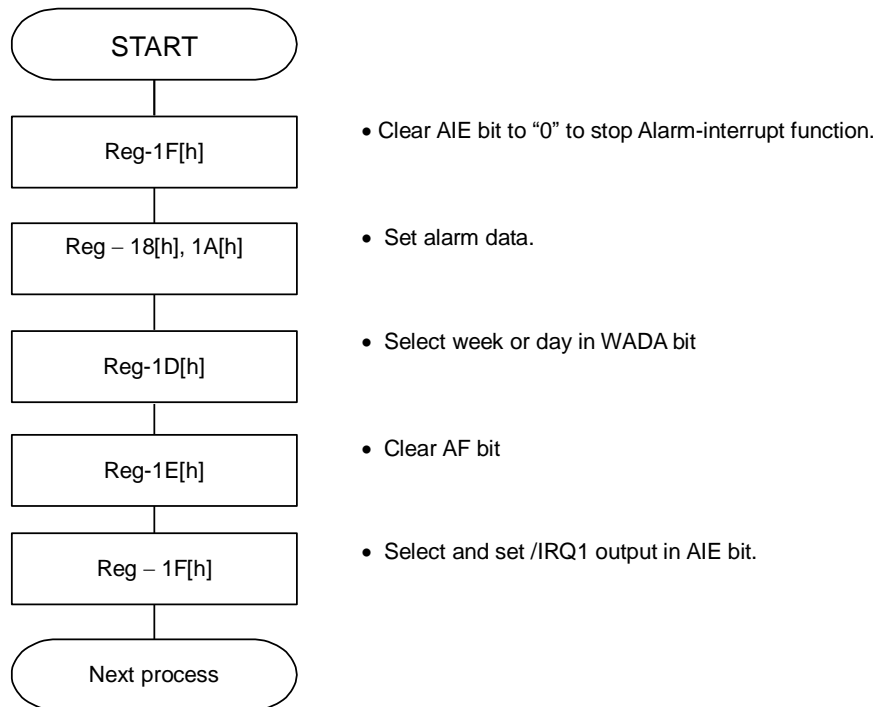 START
Reg-1F[h]
• Clear AIE bit to “0” to stop Alarm-interrupt function.
Reg – 18[h], 1A[h]
• Set alarm data.
Reg-1D[h]
• Select week or day in WADA bit
Reg-1E[h]
• Clear AF bit
Reg – 1F[h]
• Select and set /IRQ1 output in AIE bit.
Next process